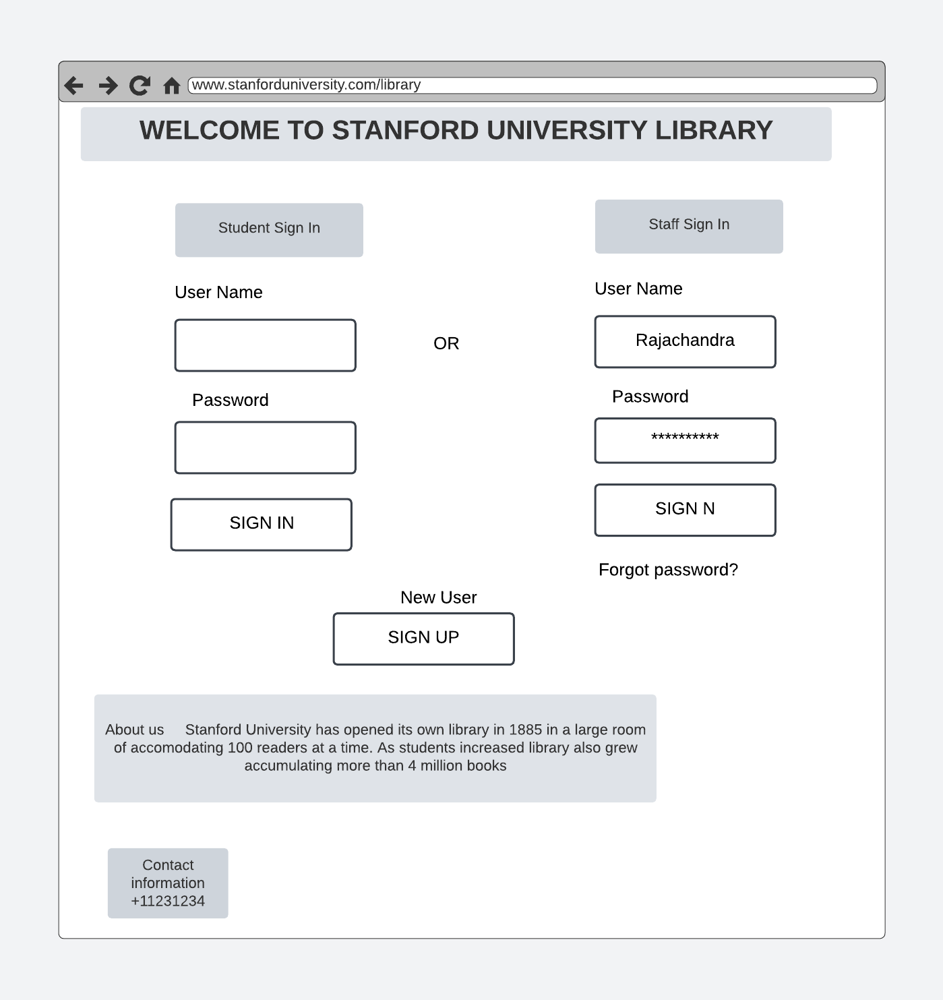 www.stanforduniversity.com/library
WELCOME TO STANFORD UNIVERSITY LIBRARY
Student Sign In
Staff Sign In
User Name
User Name
OR
Rajachandra
Password
Password
**********
SIGN IN
SIGN N
Forgot password?
New User
SIGN UP
About us Stanford University has opened its own library in 1885 in a large room
of accomodating 100 readers at a time. As students increased library also grew
accumulating more than 4 million books
Contact
information
+11231234